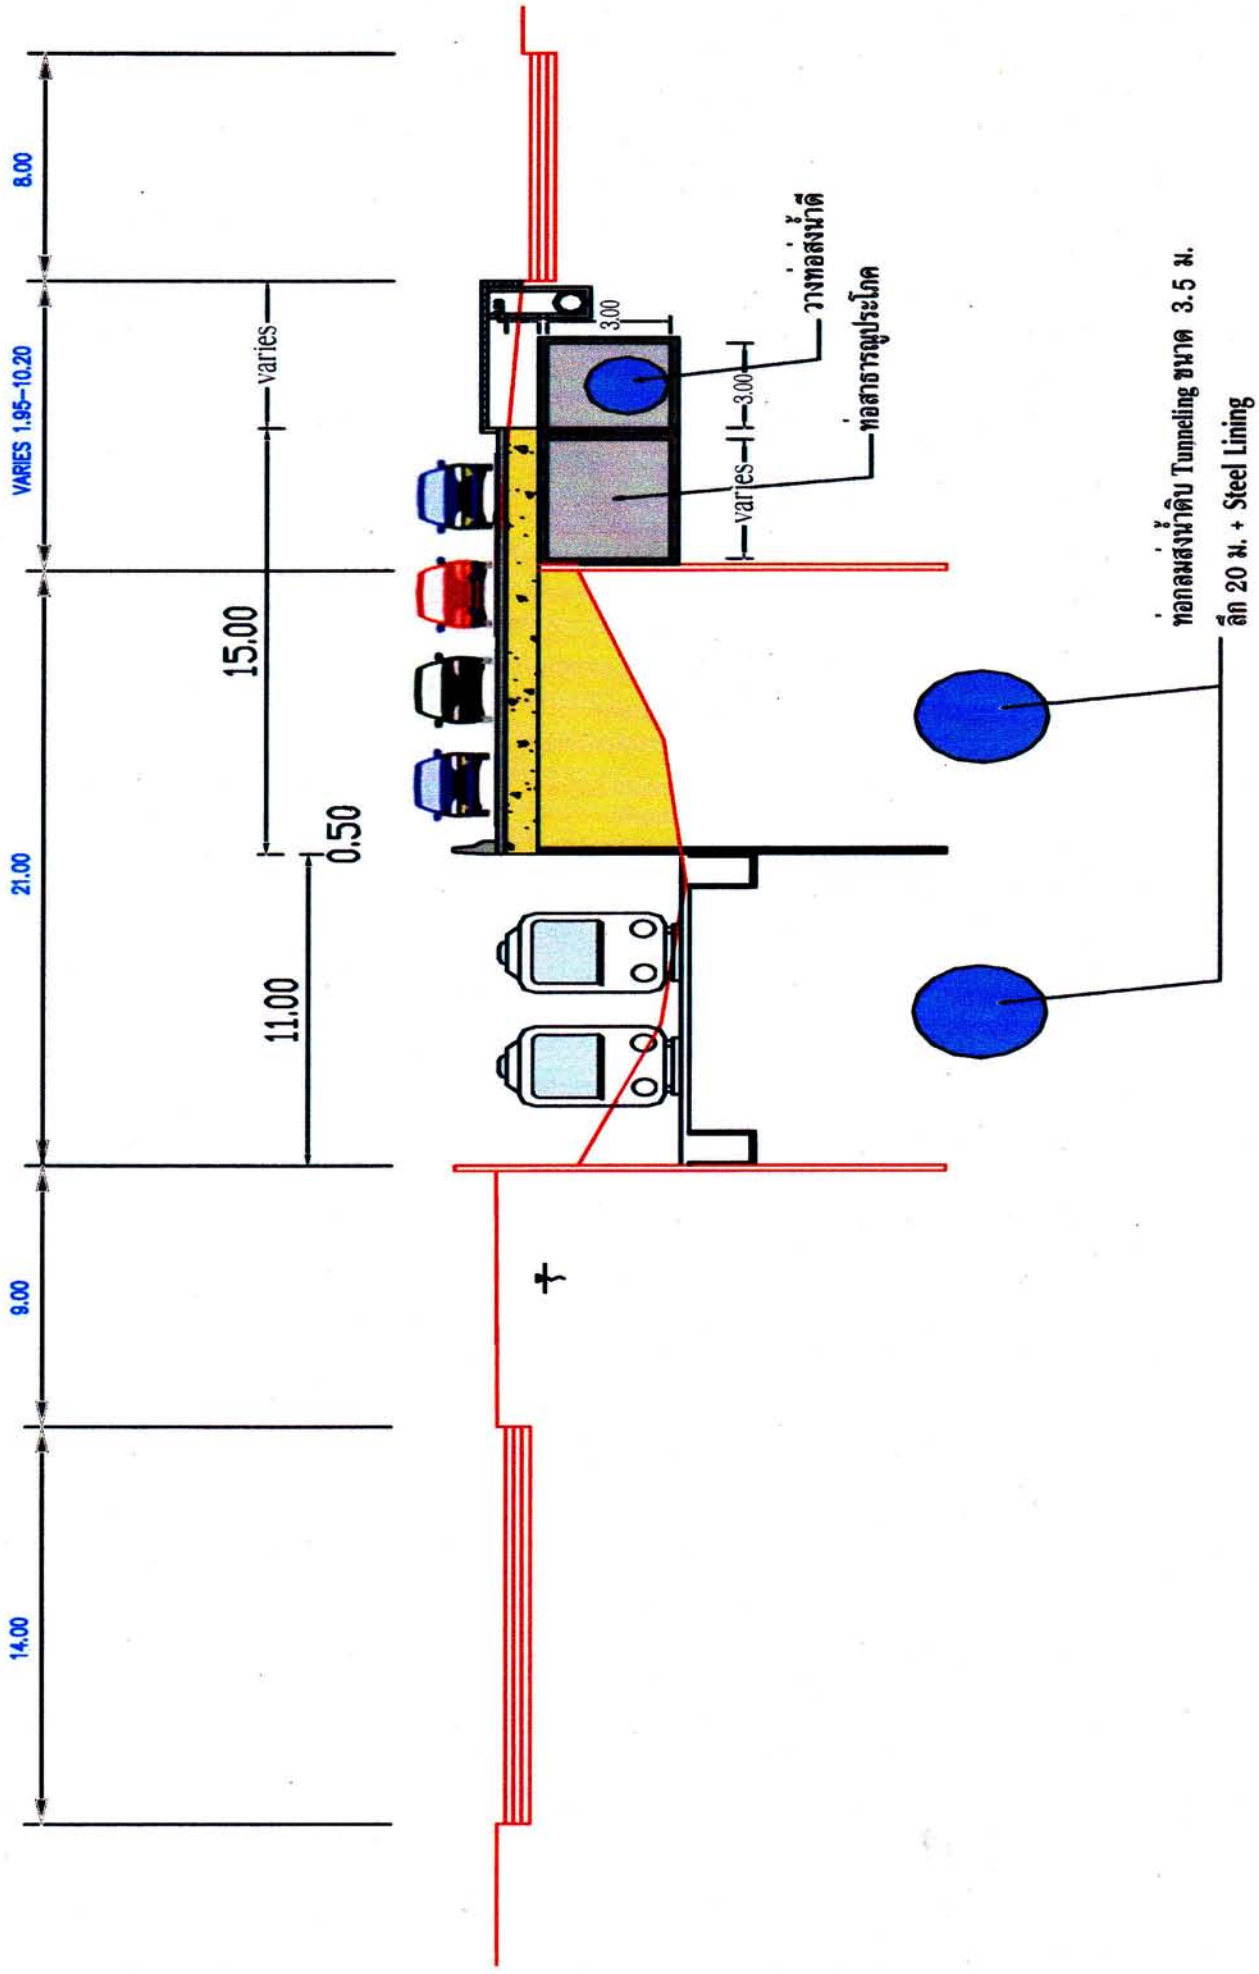 14.00
9.00
21.00
VARIES 1.95-10.20
8.00
11.00
0.50
15.00
varies
3.00
varies
3.00
วางท่อส่งน้ำดี
ท่อสาธารณูประโภค
ท่อกลมส่งน้ำดิบ Tunneling ขนาด 3.5 ม.
ลึก 20 ม. + Steel Lining